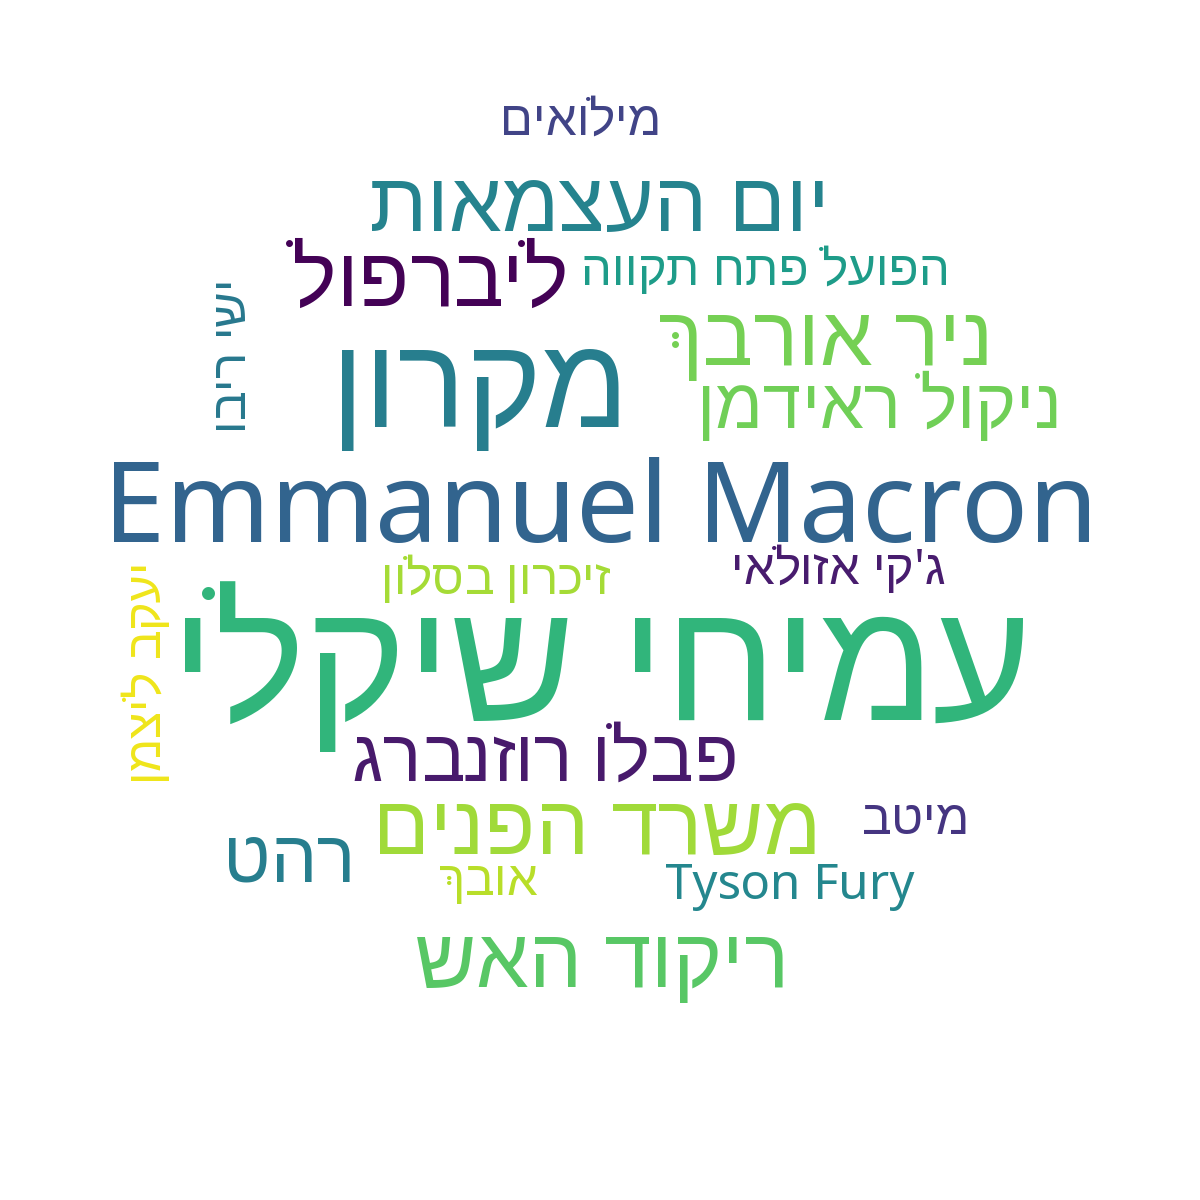 מילואים
יום העצמאות
ליברפול
הפועל פתח תקווה
ישי ריבו
ניר אורבך
מקרון
ניקול ראידמן
Emmanuel Macron
ג'קי אזולאי
זיכרון בסלון
יעקב ליצמן
עמיחי שיקלי
פבלו רוזנברג
משרד הפנים
מיטב
רהט
אובך
Tyson Fury
ריקוד האש